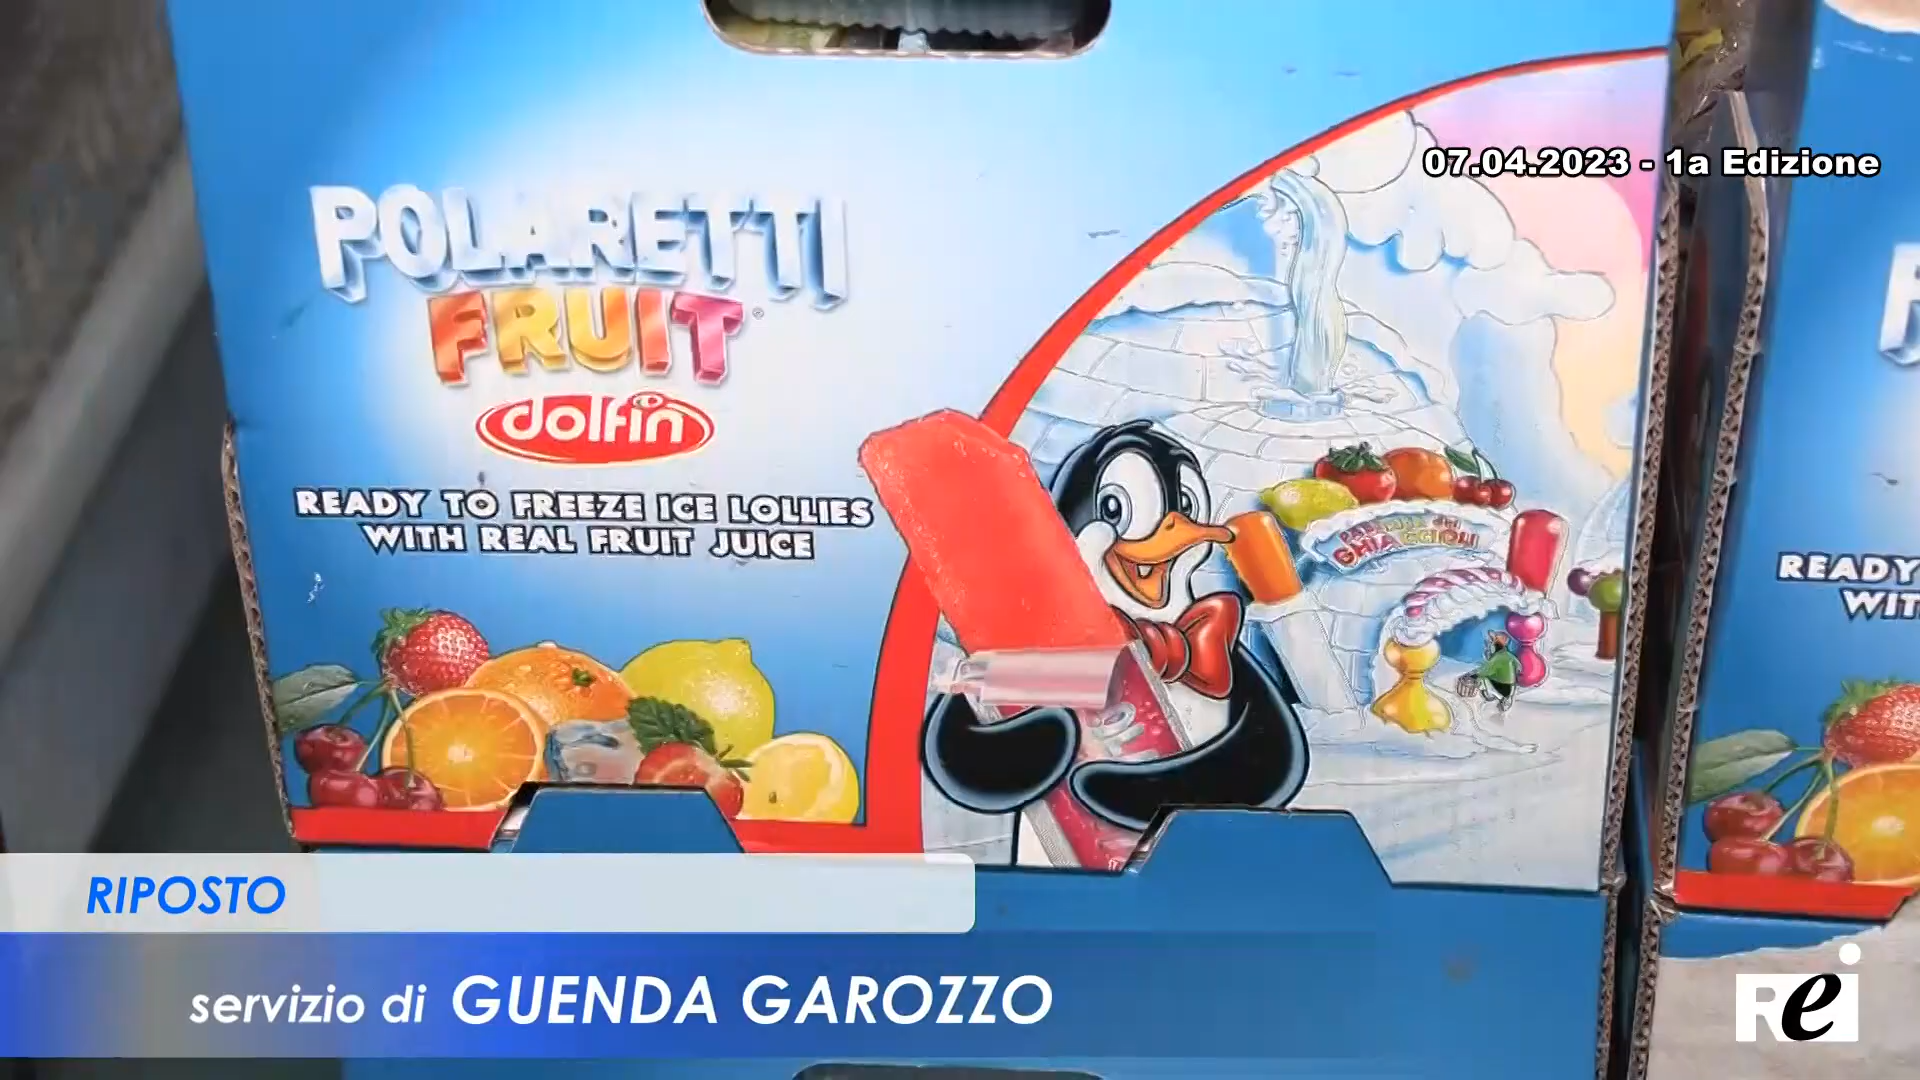 07.04.2023 - 1a Edizione
POLARETTI
FRUIT®
dolfin
READY TO FREEZE ICE LOLLIES
WITH REAL FRUIT JUICE
GHIACCIOLI
READY
WIT
RIPOSTO
servizio di GUENDA GAROZZO
Rei